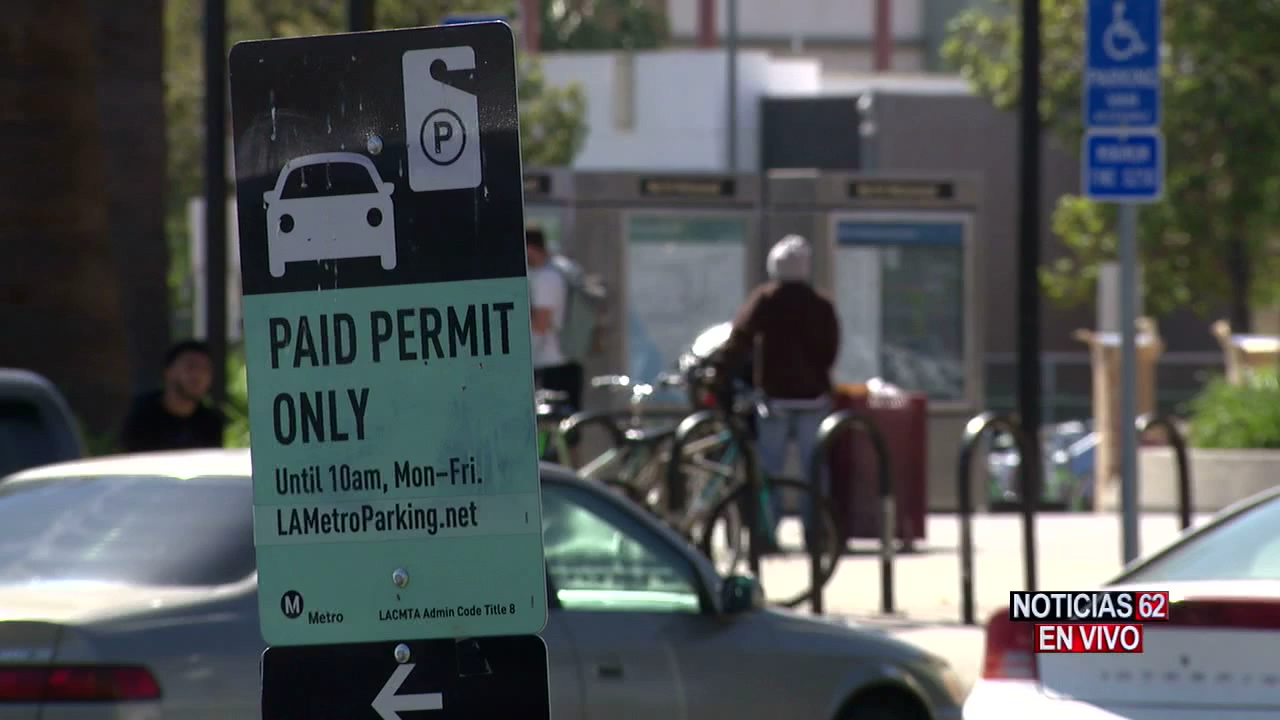 P
PAID PERMIT
ONLY
Until 10am, Mon-Fri.
LAMetroParking.net
M Metro
LACMTA Admin Code Title 8
PARKING
NOTICIAS 62
EN VIVO